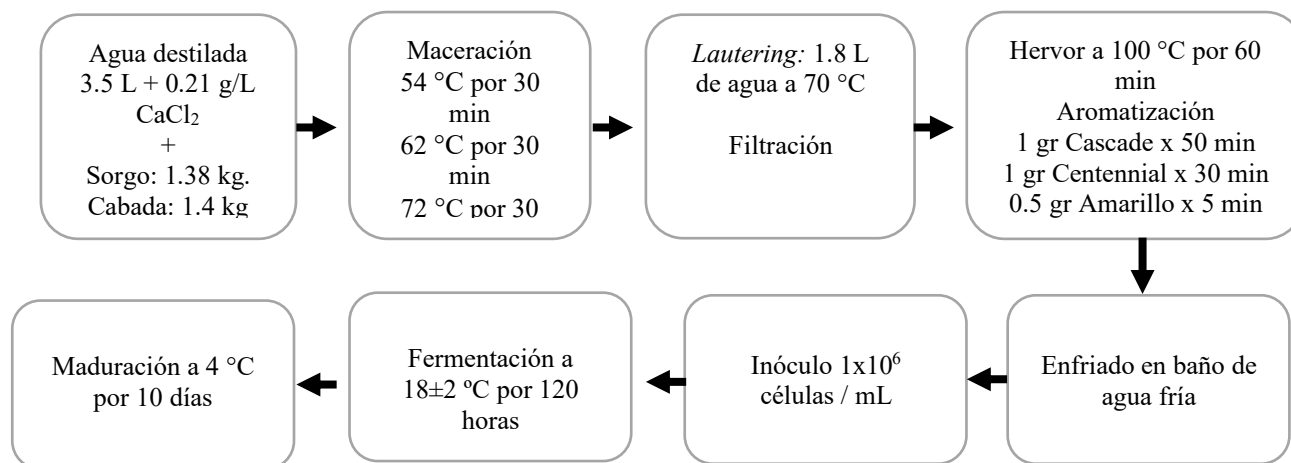 Agua destilada
3.5 L + 0.21 g/L
CaCl₂
+
Sorgo: 1.38 kg.
Cabada: 1.4 kg
Maceración
54 °C por 30
min
62 °C por 30
min
72 °C por 30
Lautering: 1.8 L
de agua a 70 °C
Filtración
Hervor a 100 °C por 60
min
Aromatización
1 gr Cascade x 50 min
1 gr Centennial x 30 min
0.5 gr Amarillo x 5 min
Enfriado en baño de
agua fría
Inóculo 1x10⁶
células / mL
Fermentación a
18±2 ºC por 120
horas
Maduración a 4 °C
por 10 días